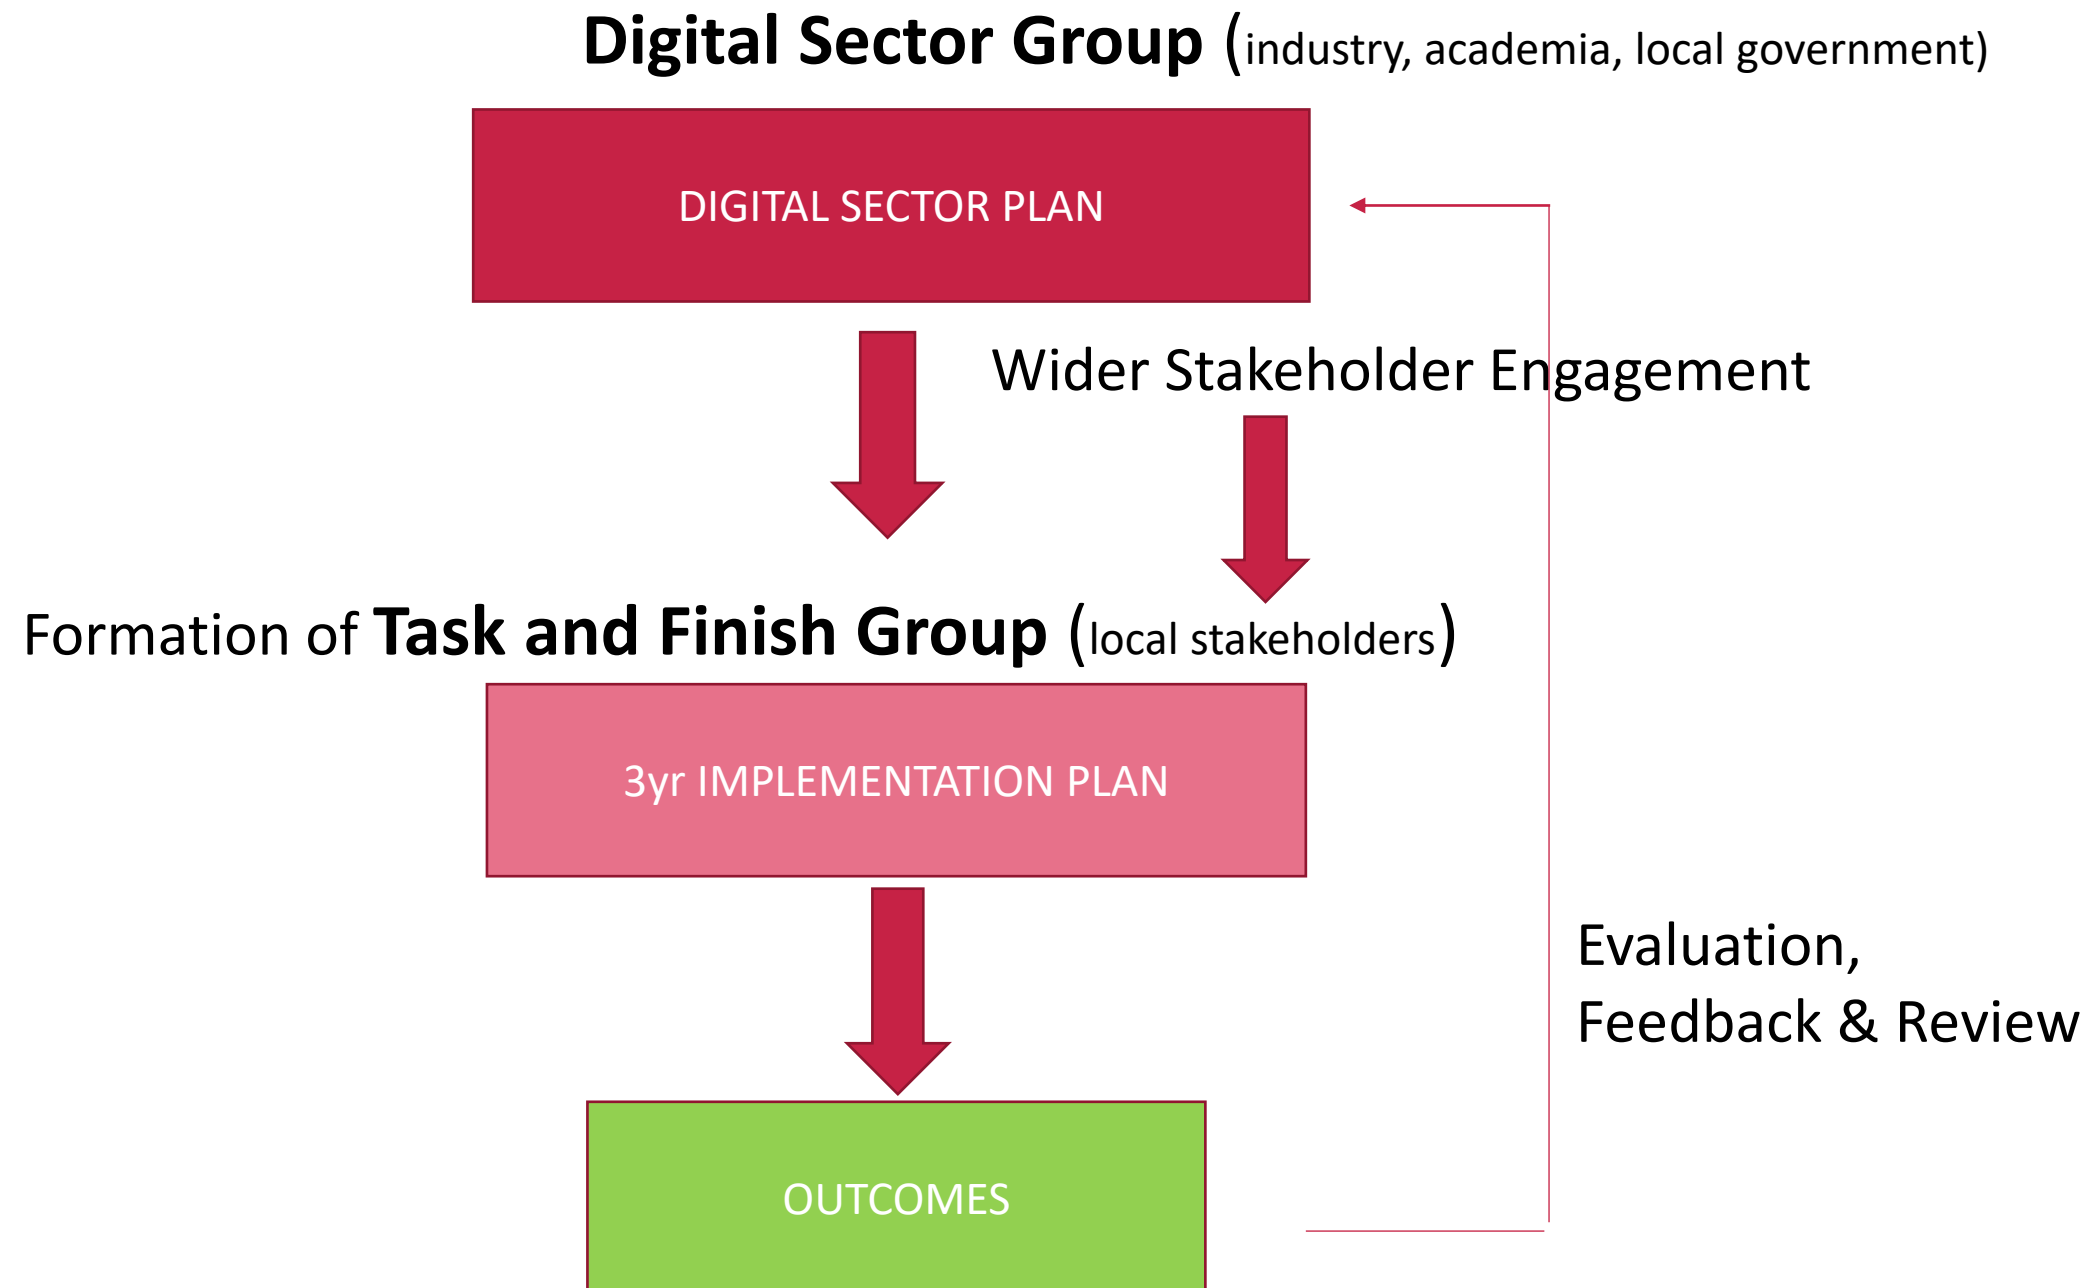 Digital Sector Group (industry, academia, local government)
DIGITAL SECTOR PLAN
Wider Stakeholder Engagement
Formation of Task and Finish Group (local stakeholders)
3yr IMPLEMENTATION PLAN
Evaluation,
Feedback & Review
OUTCOMES